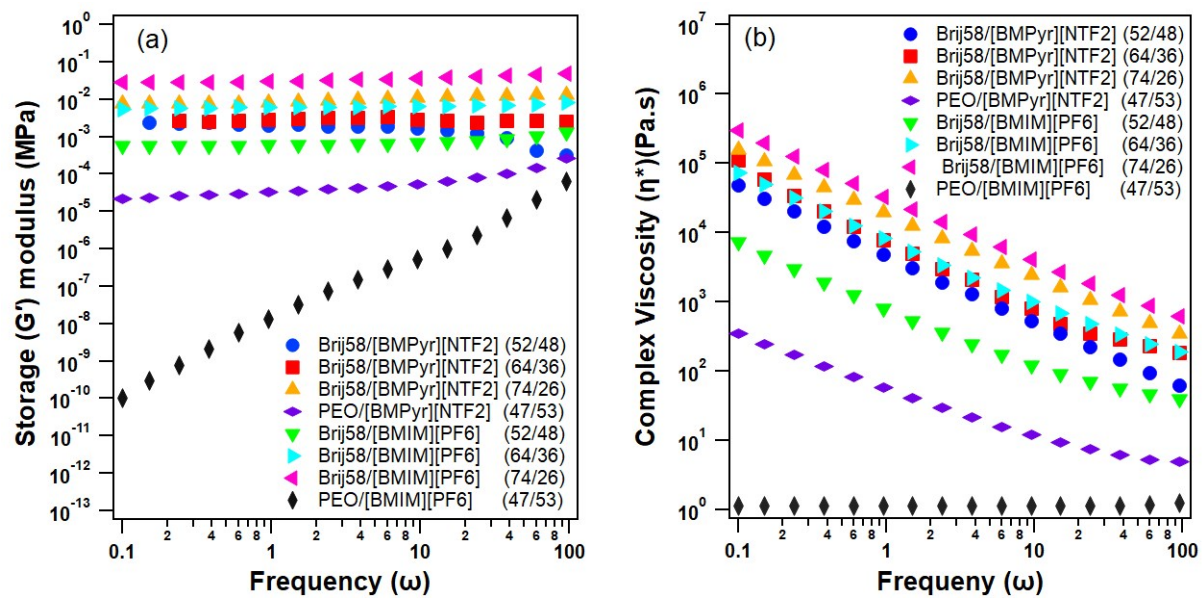 (a)
Storage (G') modulus (MPa)
10^0
10^-1
10^-2
10^-3
10^-4
10^-5
10^-6
10^-7
10^-8
10^-9
10^-10
10^-11
10^-12
10^-13
Brij58/[BMPyr][NTF2] (52/48)
Brij58/[BMPyr][NTF2] (64/36)
Brij58/[BMPyr][NTF2] (74/26)
PEO/[BMPyr][NTF2] (47/53)
Brij58/[BMIM][PF6] (52/48)
Brij58/[BMIM][PF6] (64/36)
Brij58/[BMIM][PF6] (74/26)
PEO/[BMIM][PF6] (47/53)
0.1 2 4 6 8 1 2 4 6 8 10 2 4 6 8 100
Frequency (ω)
(b)
Complex Viscosity (n*)(Pa.s)
10^7
10^6
10^5
10^4
10^3
10^2
10^1
10^0
Brij58/[BMPyr][NTF2] (52/48)
Brij58/[BMPyr][NTF2] (64/36)
Brij58/[BMPyr][NTF2] (74/26)
PEO/[BMPyr][NTF2] (47/53)
Brij58/[BMIM][PF6] (52/48)
Brij58/[BMIM][PF6] (64/36)
Brij58/[BMIM][PF6] (74/26)
PEO/[BMIM][PF6] (47/53)
0.1 2 4 6 8 1 2 4 6 8 10 2 4 6 8 100
Frequeny (ω)